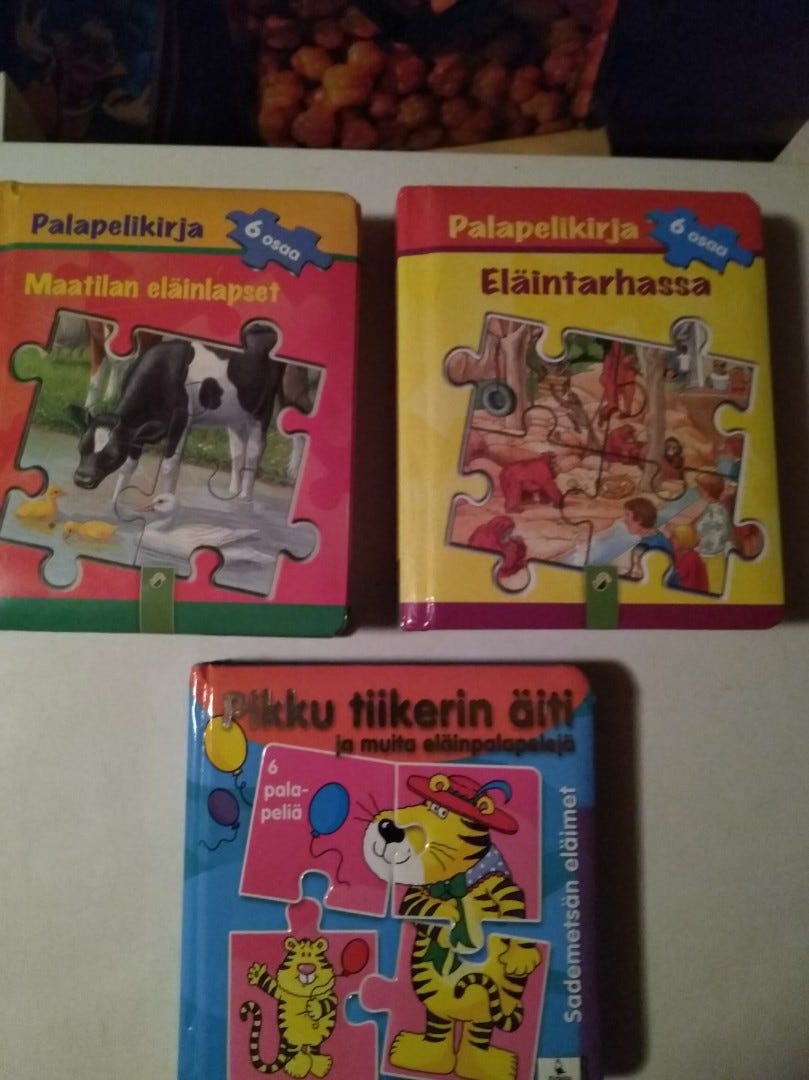 Palapelikirja
6 osaa
Maatilan eläinlapset
Palapelikirja
6 osaa
Eläintarhassa
Pikku tiikerin äiti
ja muita eläinpalapelejä
6
pala-
peliä
Sademetsän eläimet